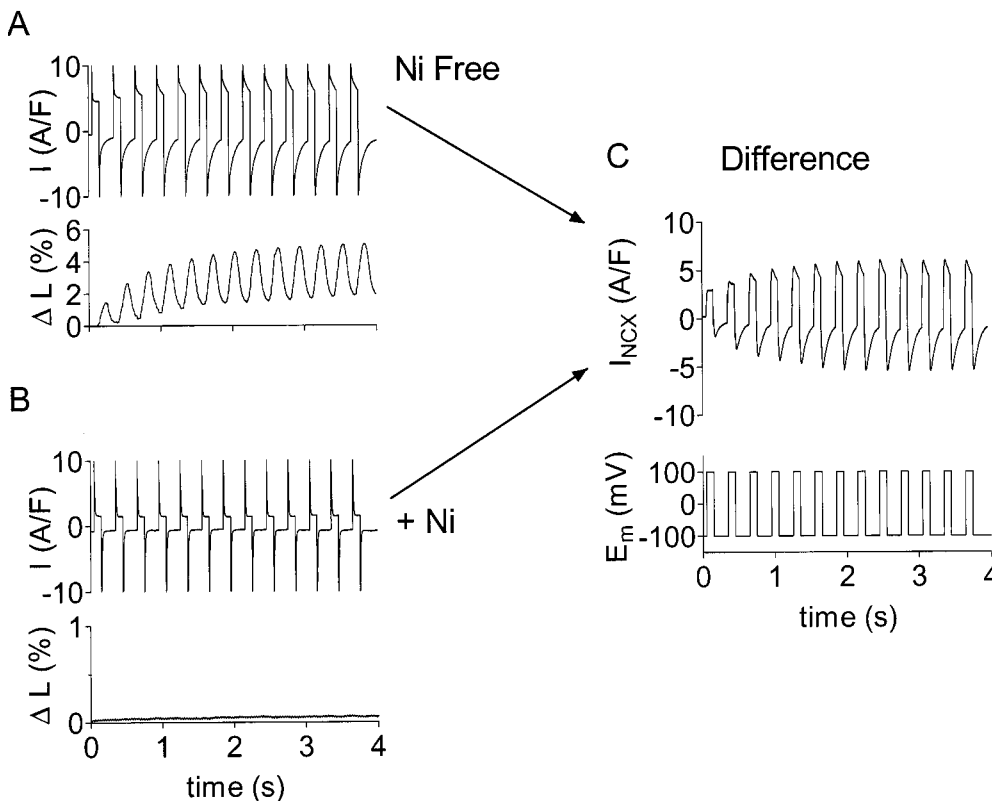 A
Ni Free
I (A/F)
10
0
-10
Δ L (%)
6
4
2
0
B
+ Ni
I (A/F)
10
0
-10
Δ L (%)
1
0
0 1 2 3 4
time (s)
C Difference
I_NCX (A/F)
10
5
0
-5
-10
E_m (mV)
100
0
-100
0 1 2 3 4
time (s)